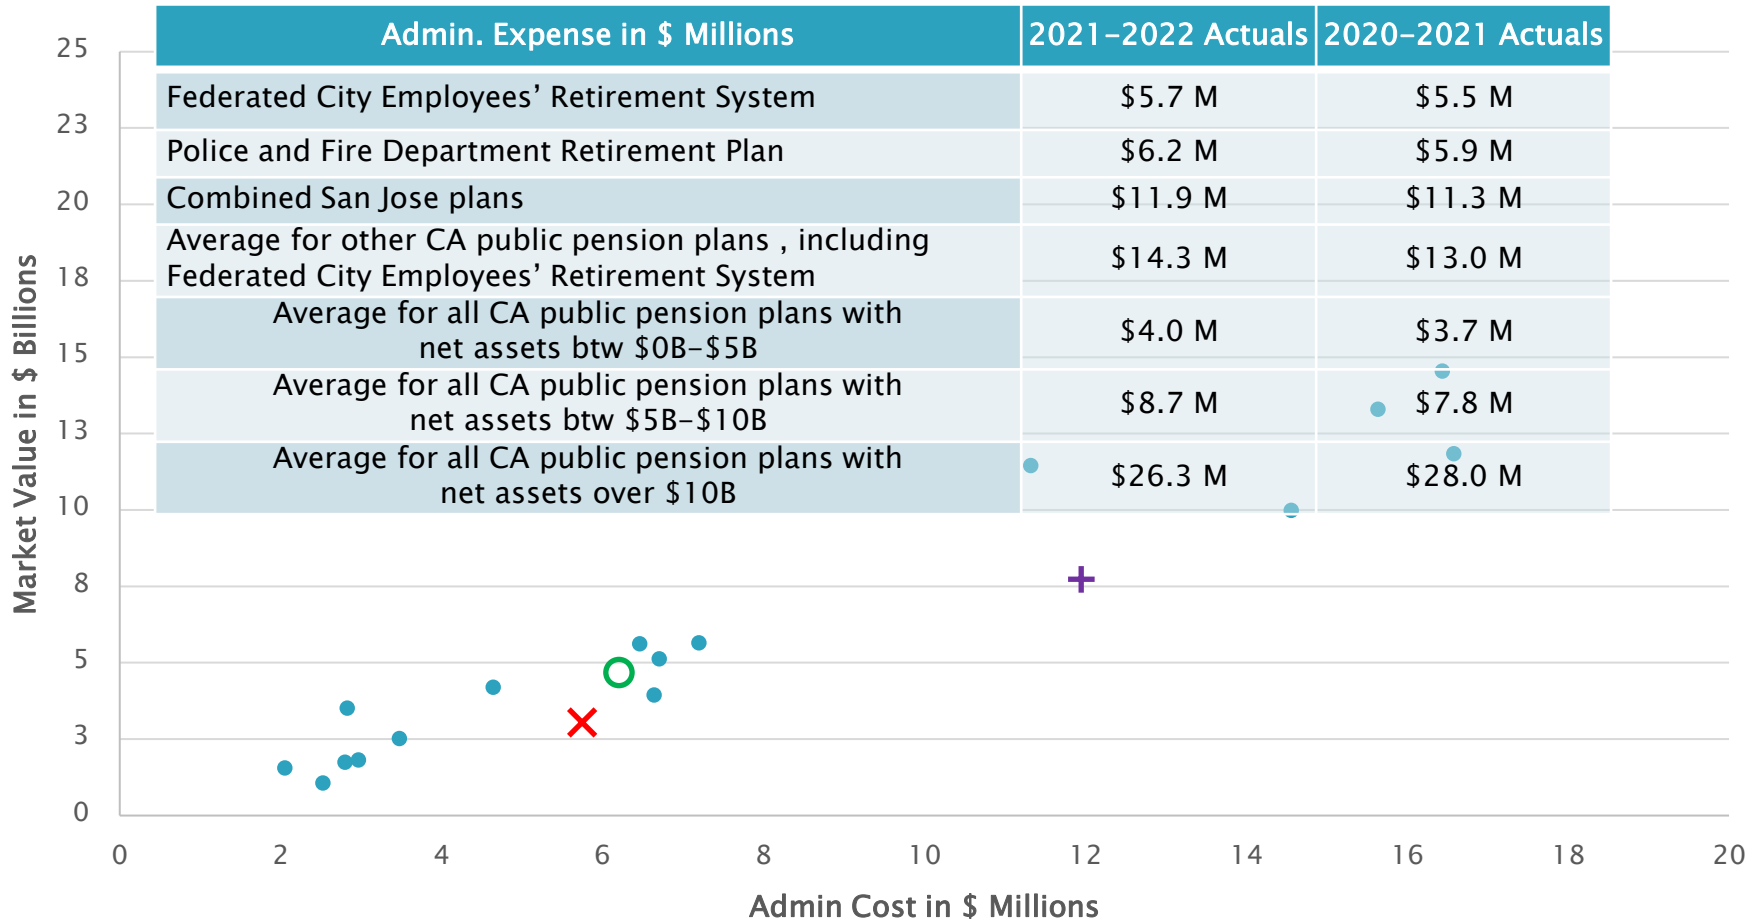 Admin. Expense in $ Millions 2021–2022 Actuals 2020–2021 Actuals
Federated City Employees’ Retirement System $5.7 M $5.5 M
Police and Fire Department Retirement Plan $6.2 M $5.9 M
Combined San Jose plans $11.9 M $11.3 M
Average for other CA public pension plans , including
Federated City Employees’ Retirement System $14.3 M $13.0 M
Average for all CA public pension plans with
net assets btw $0B–$5B $4.0 M $3.7 M
Average for all CA public pension plans with
net assets btw $5B–$10B $8.7 M $7.8 M
Average for all CA public pension plans with
net assets over $10B $26.3 M $28.0 M
Market Value in $ Billions
25
23
20
18
15
13
10
8
5
3
0
0 2 4 6 8 10 12 14 16 18 20
Admin Cost in $ Millions